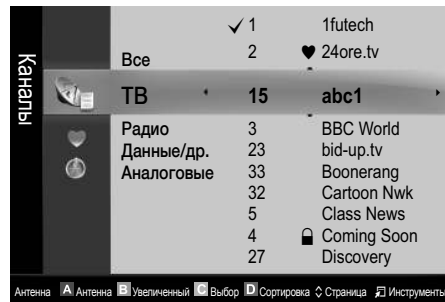 Каналы
✓ 1 1futech
Все 2 ♥ 24ore.tv
ТВ 15 abc1
Радио 3 BBC World
Данные/др. 23 bid-up.tv
Аналоговые 33 Boonerang
32 Cartoon Nwk
5 Class News
4 Coming Soon
27 Discovery
Антенна A Антенна B Увеличенный C Выбор D Сортировка Страница Инструменты